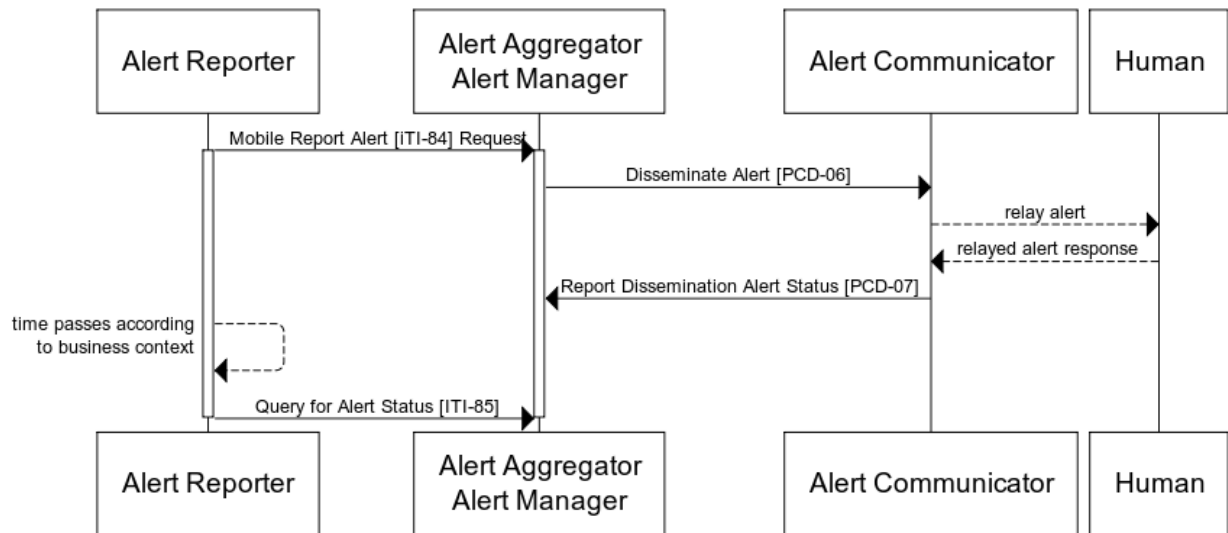 Alert Reporter
Alert Aggregator
Alert Manager
Alert Communicator
Human
Mobile Report Alert [iTI-84] Request
Disseminate Alert [PCD-06]
relay alert
relayed alert response
Report Dissemination Alert Status [PCD-07]
time passes according
to business context
Query for Alert Status [ITI-85]
Alert Reporter
Alert Aggregator
Alert Manager
Alert Communicator
Human